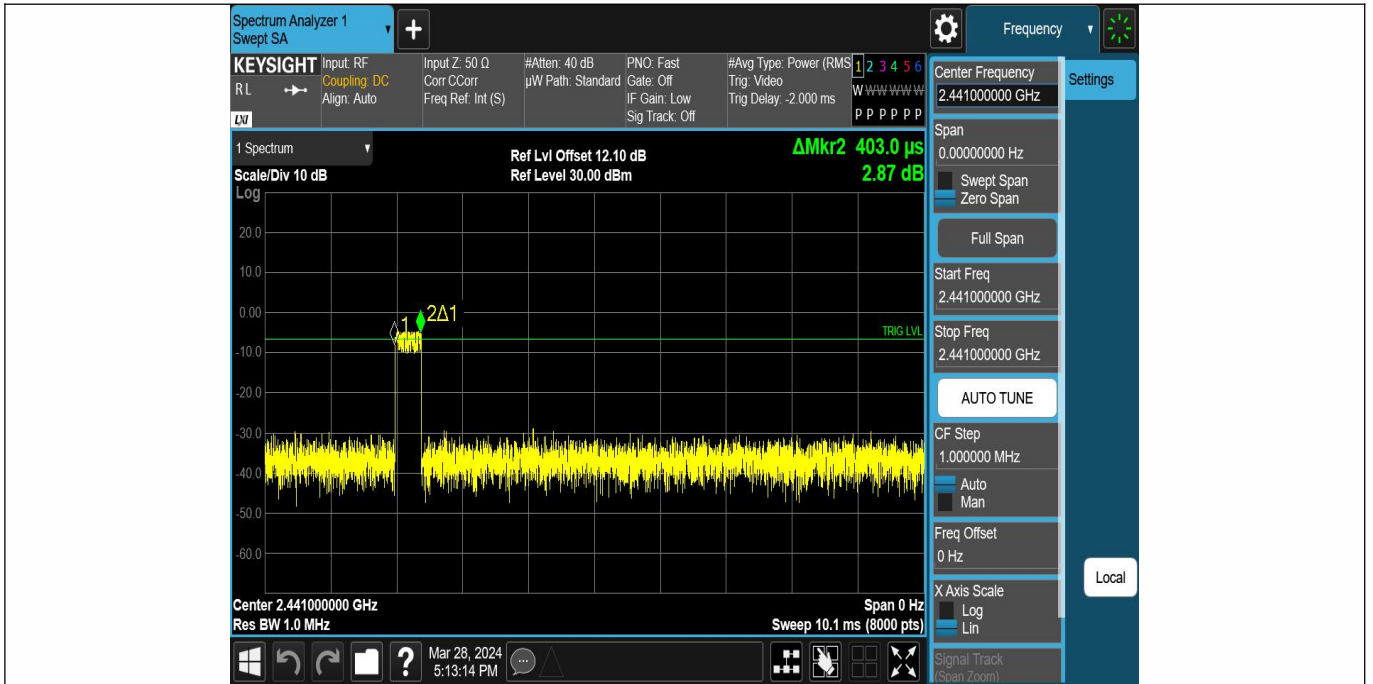 Spectrum Analyzer 1
Swept SA
+
Frequency
KEYSIGHT
RL
LXI
Input: RF
Coupling: DC
Align: Auto
Input Z: 50 Ω
Corr CCorr
Freq Ref: Int (S)
#Atten: 40 dB
µW Path: Standard
PNO: Fast
Gate: Off
IF Gain: Low
Sig Track: Off
#Avg Type: Power (RMS
Trig: Video
Trig Delay: -2.000 ms
1 2 3 4 5 6
W W W W W W
P P P P P P
1 Spectrum
Scale/Div 10 dB
Ref Lvl Offset 12.10 dB
Ref Level 30.00 dBm
ΔMkr2 403.0 µs
2.87 dB
Log
20.0
10.0
0.00
-10.0
-20.0
-30.0
-40.0
-50.0
-60.0
1
2Δ1
TRIG LVL
Center 2.441000000 GHz
Res BW 1.0 MHz
Span 0 Hz
Sweep 10.1 ms (8000 pts)
Center Frequency
2.441000000 GHz
Settings
Span
0.00000000 Hz
Swept Span
Zero Span
Full Span
Start Freq
2.441000000 GHz
Stop Freq
2.441000000 GHz
AUTO TUNE
CF Step
1.000000 MHz
Auto
Man
Freq Offset
0 Hz
X Axis Scale
Log
Lin
Signal Track
(Span Zoom)
Local
?
Mar 28, 2024
5:13:14 PM